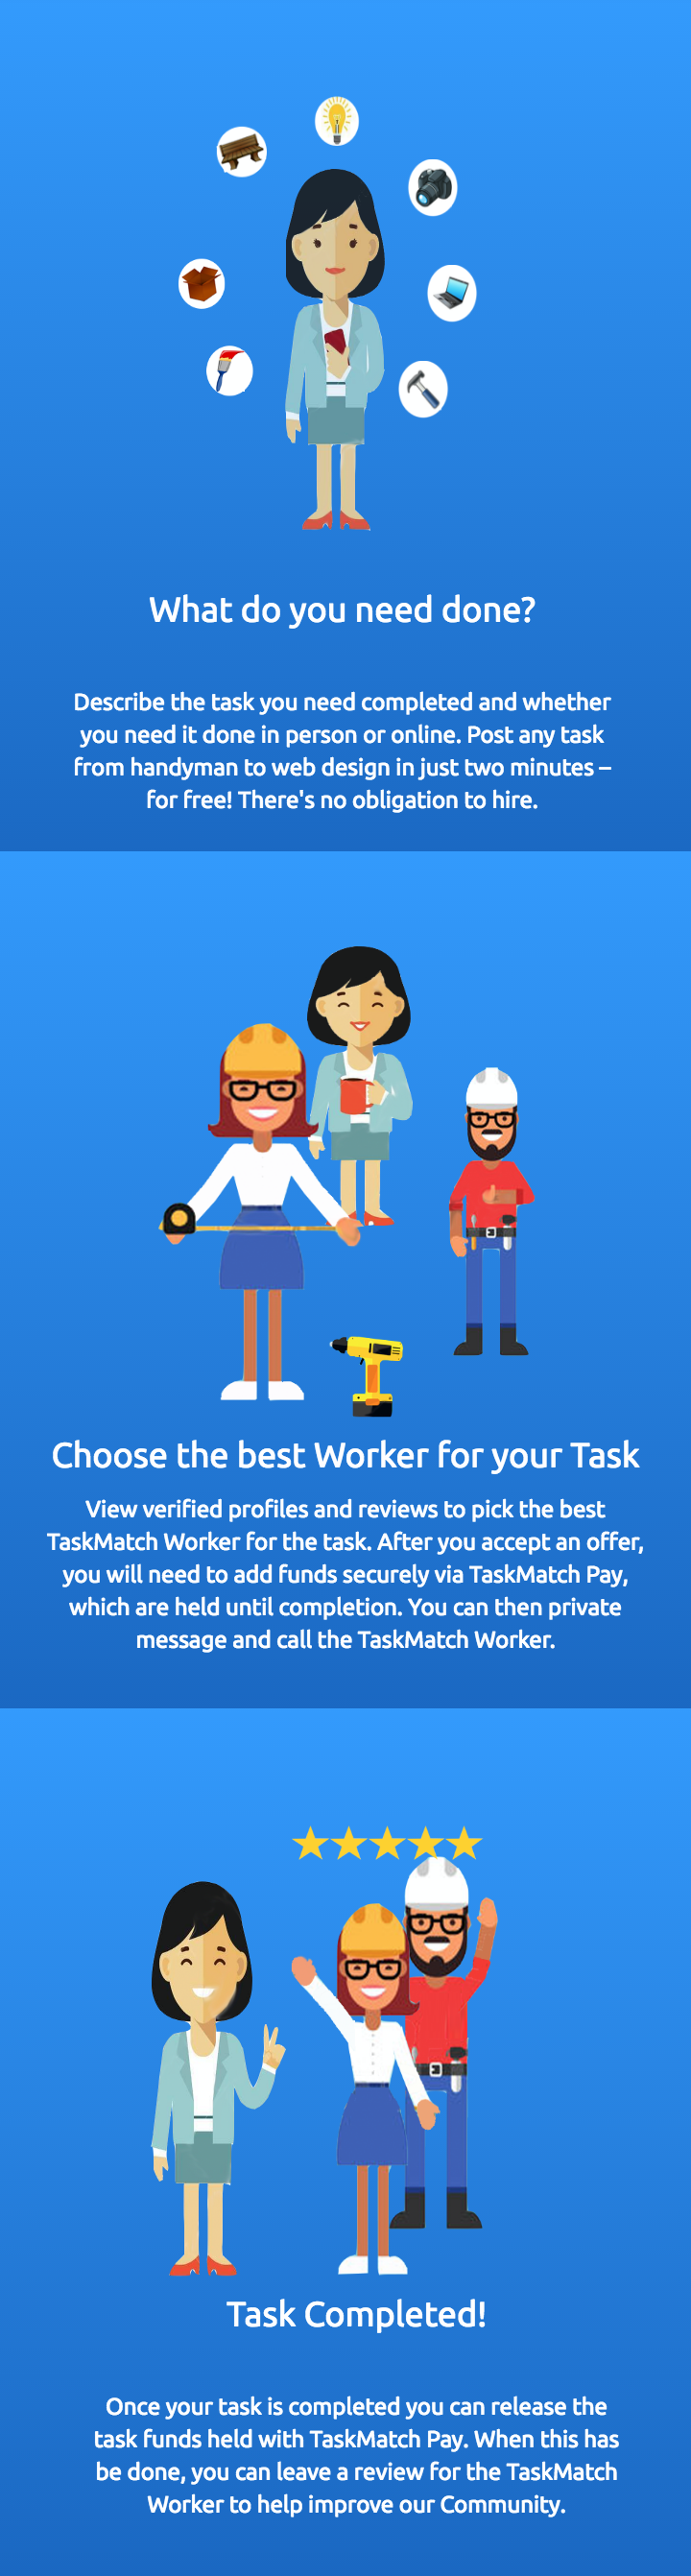 What do you need done?
Describe the task you need completed and whether
you need it done in person or online. Post any task
from handyman to web design in just two minutes –
for free! There's no obligation to hire.
Choose the best Worker for your Task
View verified profiles and reviews to pick the best
TaskMatch Worker for the task. After you accept an offer,
you will need to add funds securely via TaskMatch Pay,
which are held until completion. You can then private
message and call the TaskMatch Worker.
Task Completed!
Once your task is completed you can release the
task funds held with TaskMatch Pay. When this has
be done, you can leave a review for the TaskMatch
Worker to help improve our Community.